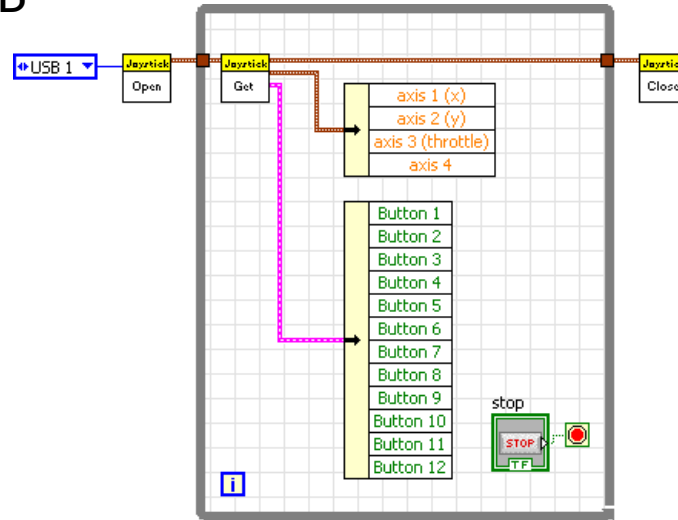 USB 1
Joystick
Open
Joystick
Get
axis 1 (x)
axis 2 (y)
axis 3 (throttle)
axis 4
Button 1
Button 2
Button 3
Button 4
Button 5
Button 6
Button 7
Button 8
Button 9
Button 10
Button 11
Button 12
stop
STOP
TF
i
Close